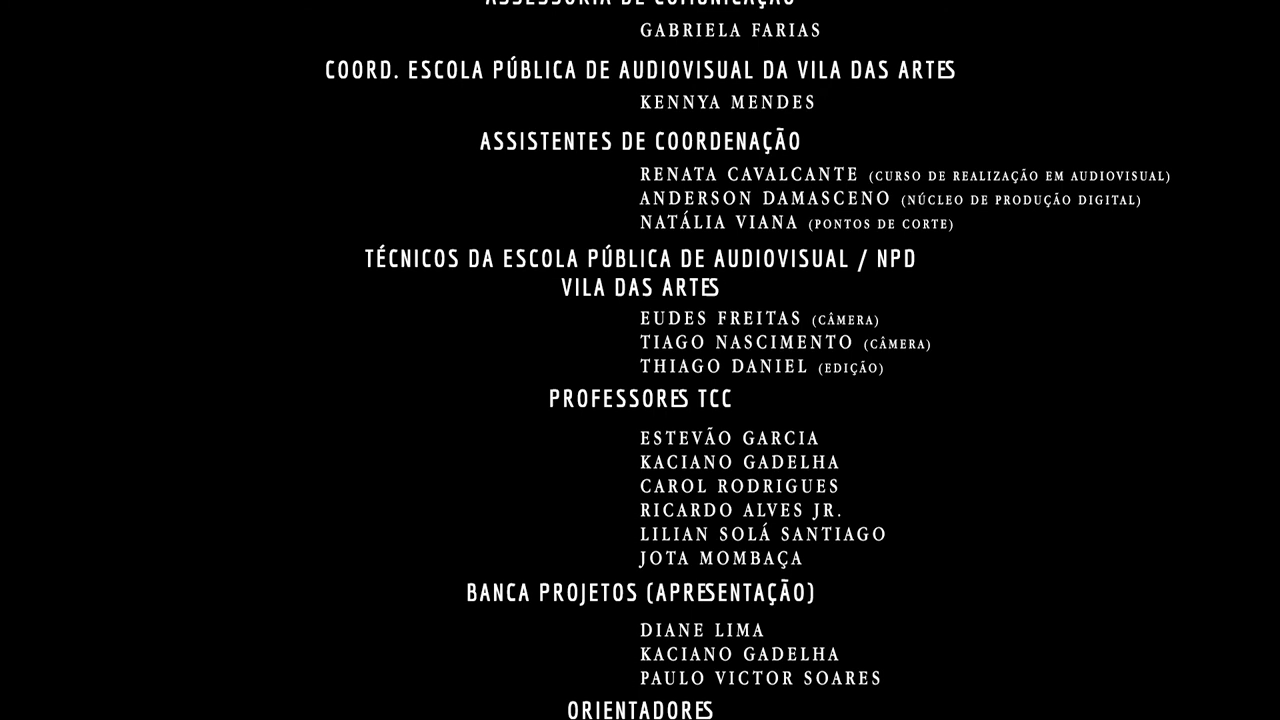 ASSESSORIA DE COMUNICAÇÃO
GABRIELA FARIAS
COORD. ESCOLA PÚBLICA DE AUDIOVISUAL DA VILA DAS ARTES
KENNYA MENDES
ASSISTENTES DE COORDENAÇÃO
RENATA CAVALCANTE (CURSO DE REALIZAÇÃO EM AUDIOVISUAL)
ANDERSON DAMASCENO (NÚCLEO DE PRODUÇÃO DIGITAL)
NATÁLIA VIANA (PONTOS DE CORTE)
TÉCNICOS DA ESCOLA PÚBLICA DE AUDIOVISUAL / NPD
VILA DAS ARTES
EUDES FREITAS (CÂMERA)
TIAGO NASCIMENTO (CÂMERA)
THIAGO DANIEL (EDIÇÃO)
PROFESSORES TCC
ESTEVÃO GARCIA
KACIANO GADELHA
CAROL RODRIGUES
RICARDO ALVES JR.
LILIAN SOLÁ SANTIAGO
JOTA MOMBAÇA
BANCA PROJETOS (APRESENTAÇÃO)
DIANE LIMA
KACIANO GADELHA
PAULO VICTOR SOARES
ORIENTADORES